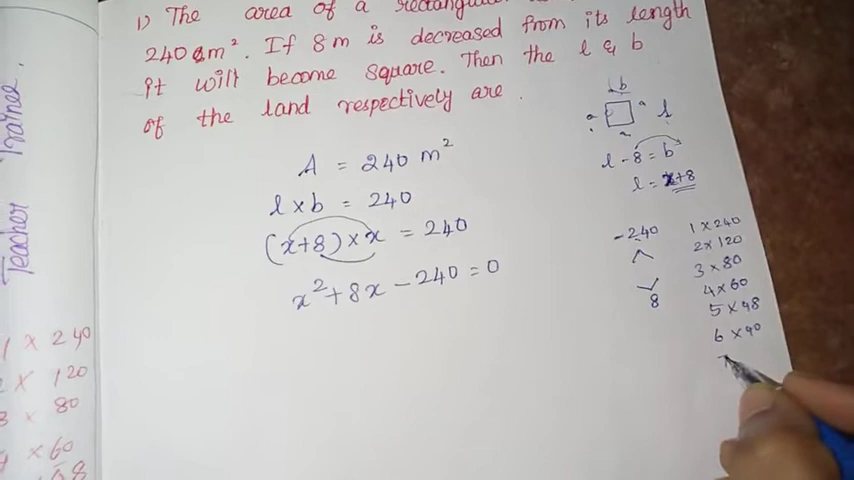 1) The area of a rectangular
240 m². If 8 m is decreased from its length
it will become square. Then the l & b
of the land respectively are .
A = 240 m²
l x b = 240
(x+8) x x = 240
x² + 8x - 240 = 0
b
a
a
l
a
l - 8 = b
l = x+8
-240
8
1 x 240
2 x 120
3 x 80
4 x 60
5 x 48
6 x 40
Teacher Trainee.
1 x 240
2 x 120
3 x 80
x 60